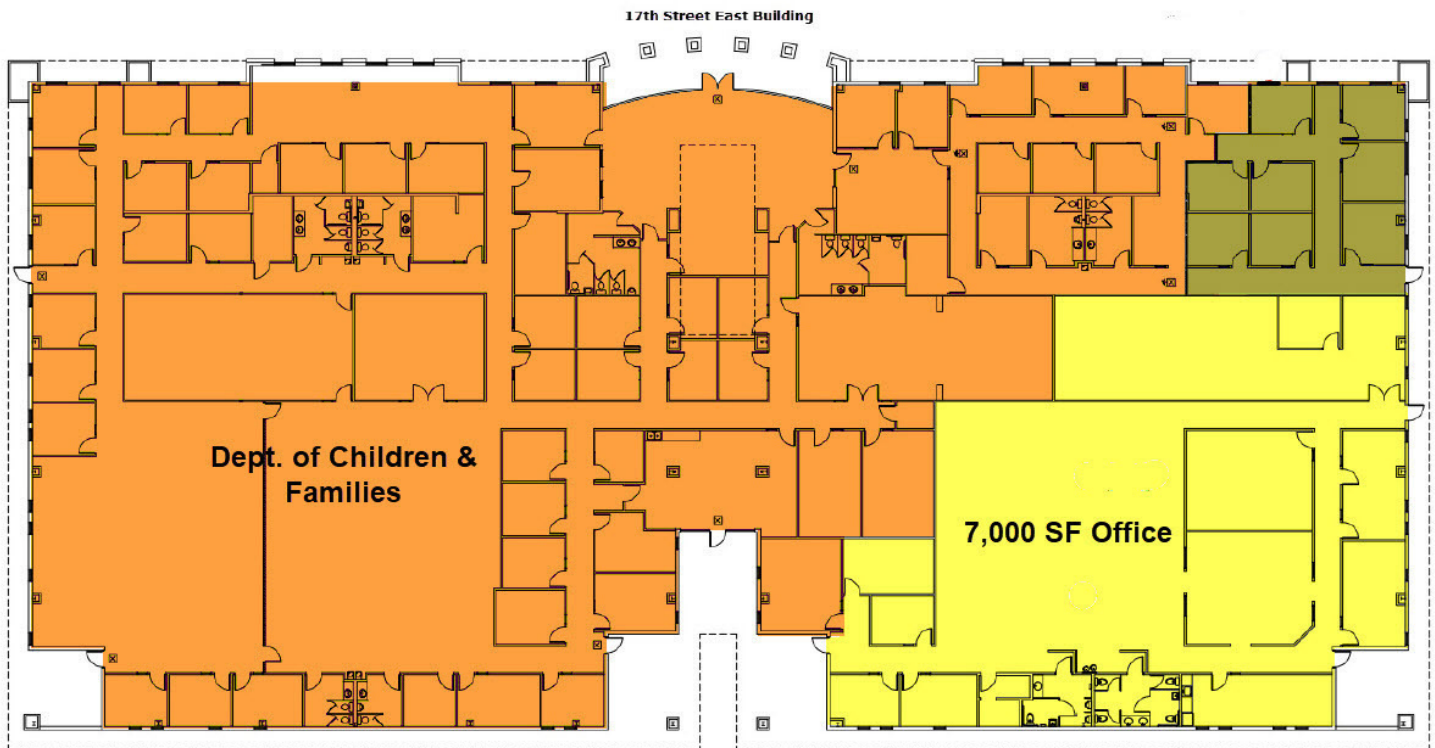 17th Street East Building
Dept. of Children &
Families
7,000 SF Office